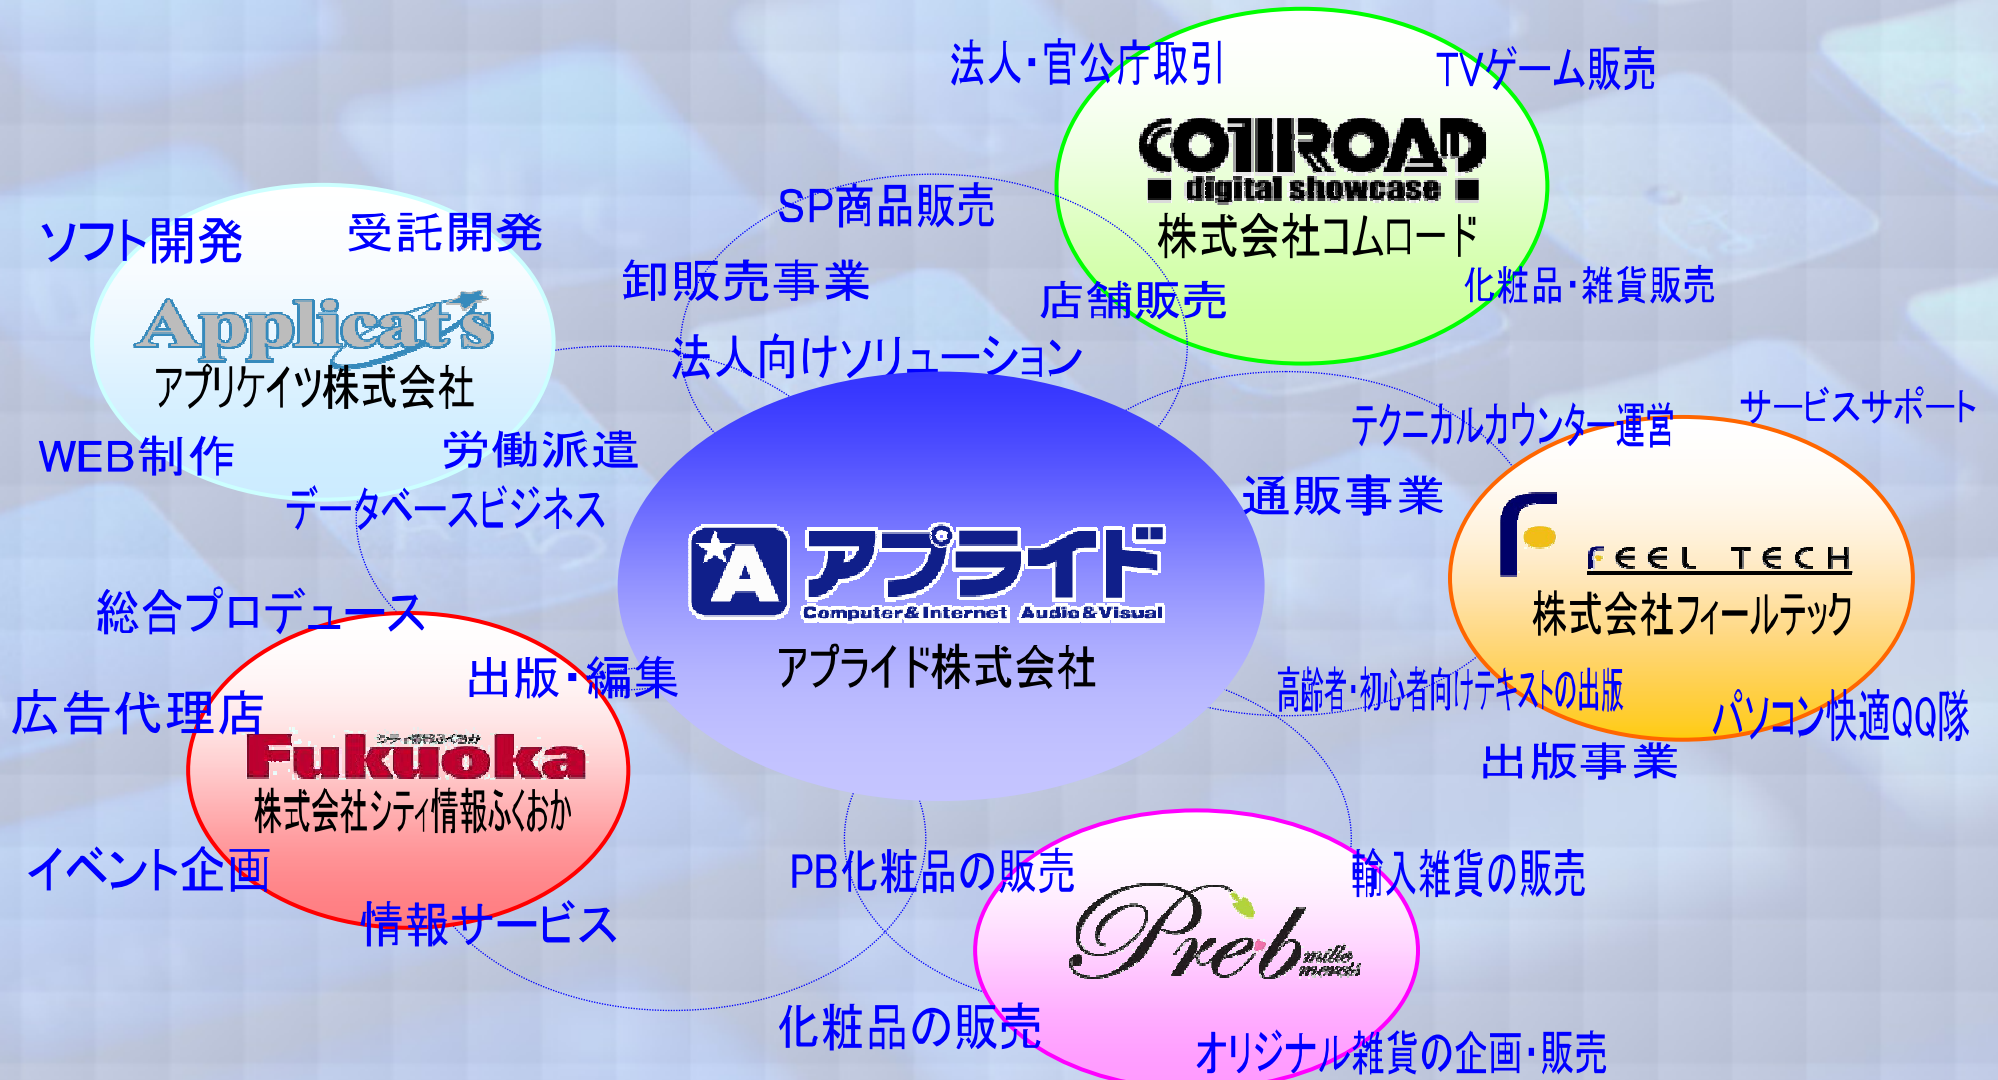 法人・官公庁取引
TVゲーム販売
COMROAD
digital showcase
株式会社コムロード
化粧品・雑貨販売
店舗販売
SP商品販売
卸販売事業
法人向けソリューション
ソフト開発
受託開発
Applicat's
アプリケイツ株式会社
WEB制作
労働派遣
データベースビジネス
テクニカルカウンター運営
サービスサポート
通販事業
FEEL TECH
株式会社フィールテック
高齢者・初心者向けテキストの出版
パソコン快適QQ隊
出版事業
A アプライド
Computer & Internet Audio & Visual
アプライド株式会社
総合プロデュース
出版・編集
広告代理店
シティ情報ふくおか
Fukuoka
株式会社シティ情報ふくおか
イベント企画
情報サービス
PB化粧品の販売
輸入雑貨の販売
Preb
mille
mercis
化粧品の販売
オリジナル雑貨の企画・販売